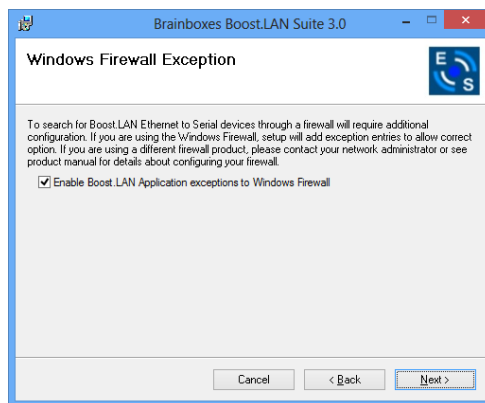 Brainboxes Boost.LAN Suite 3.0
Windows Firewall Exception
E
S
To search for Boost.LAN Ethernet to Serial devices through a firewall will require additional
configuration. If you are using the Windows Firewall, setup will add exception entries to allow correct
option. If you are using a different firewall product, please contact your network administrator or see
product manual for details about configuring your firewall.
Enable Boost.LAN Application exceptions to Windows Firewall
Cancel
< Back
Next >